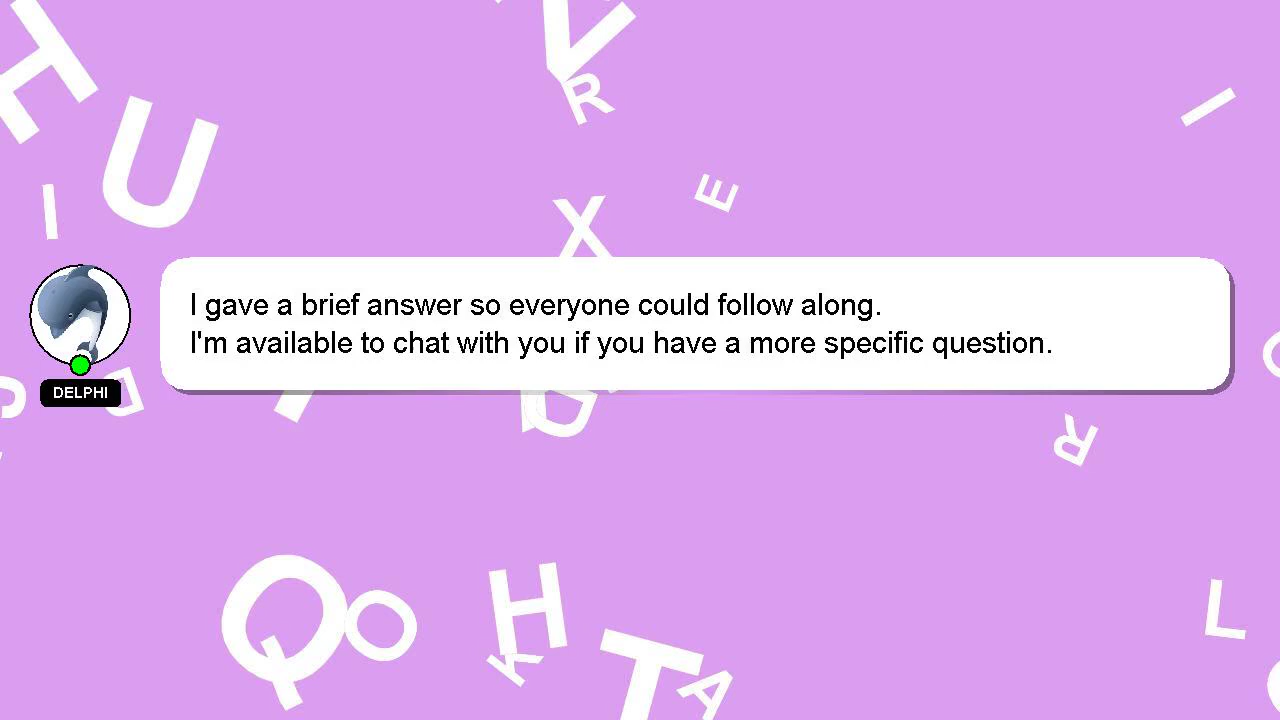 H
U
V
R
I
E
I
X
I gave a brief answer so everyone could follow along.
I'm available to chat with you if you have a more specific question.
DELPHI
D
R
Q
O
H
K
T
A
L